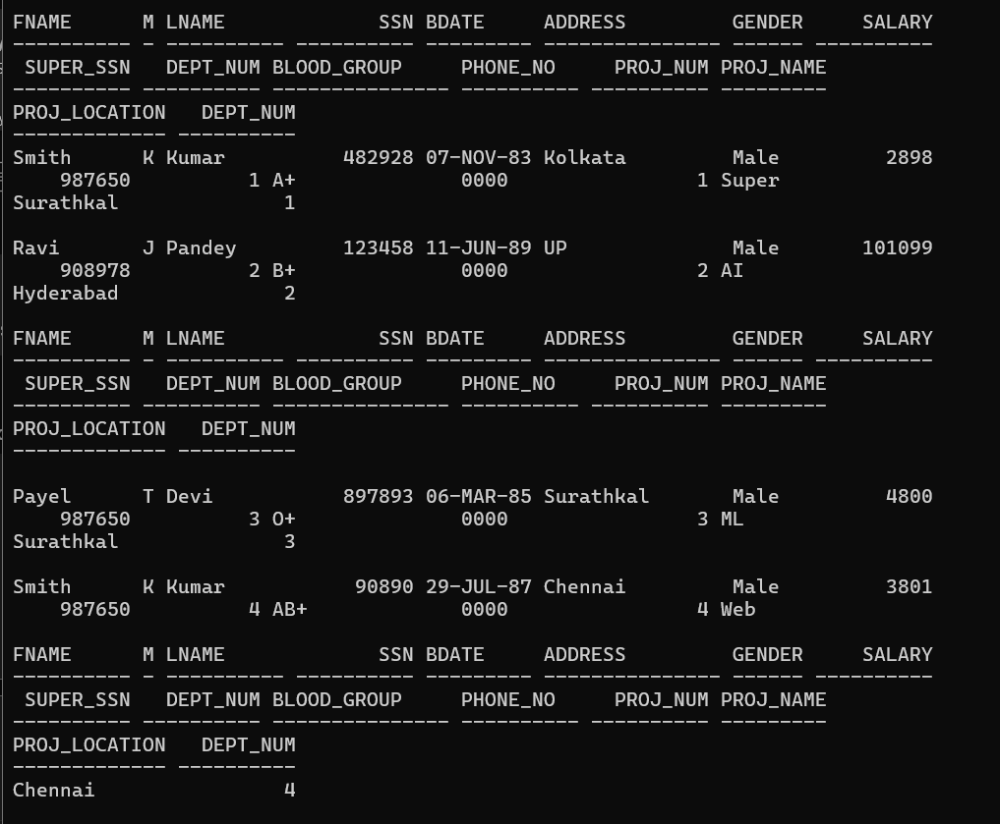 FNAME      M LNAME             SSN BDATE     ADDRESS         GENDER     SALARY
---------- - ---------- ---------- --------- --------------- ------ ----------
 SUPER_SSN   DEPT_NUM BLOOD_GROUP     PHONE_NO     PROJ_NUM PROJ_NAME
---------- ---------- --------------- ---------- ---------- ---------
PROJ_LOCATION   DEPT_NUM
------------- ----------
Smith      K Kumar          482928 07-NOV-83 Kolkata         Male         2898
    987650          1 A+              0000                1 Super
Surathkal              1
Ravi       J Pandey         123458 11-JUN-89 UP              Male       101099
    908978          2 B+              0000                2 AI
Hyderabad              2
FNAME      M LNAME             SSN BDATE     ADDRESS         GENDER     SALARY
---------- - ---------- ---------- --------- --------------- ------ ----------
 SUPER_SSN   DEPT_NUM BLOOD_GROUP     PHONE_NO     PROJ_NUM PROJ_NAME
---------- ---------- --------------- ---------- ---------- ---------
PROJ_LOCATION   DEPT_NUM
------------- ----------
Payel      T Devi           897893 06-MAR-85 Surathkal       Male         4800
    987650          3 O+              0000                3 ML
Surathkal              3
Smith      K Kumar           90890 29-JUL-87 Chennai         Male         3801
    987650          4 AB+             0000                4 Web
FNAME      M LNAME             SSN BDATE     ADDRESS         GENDER     SALARY
---------- - ---------- ---------- --------- --------------- ------ ----------
 SUPER_SSN   DEPT_NUM BLOOD_GROUP     PHONE_NO     PROJ_NUM PROJ_NAME
---------- ---------- --------------- ---------- ---------- ---------
PROJ_LOCATION   DEPT_NUM
------------- ----------
Chennai                4